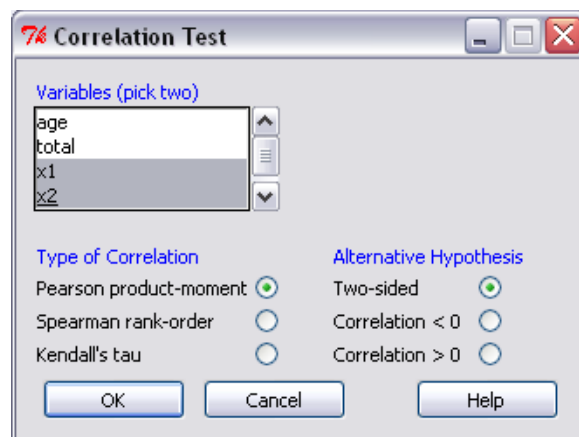 Correlation Test
Variables (pick two)
age
total
x1
x2
Type of Correlation
Pearson product-moment
Spearman rank-order
Kendall's tau
Alternative Hypothesis
Two-sided
Correlation < 0
Correlation > 0
OK
Cancel
Help